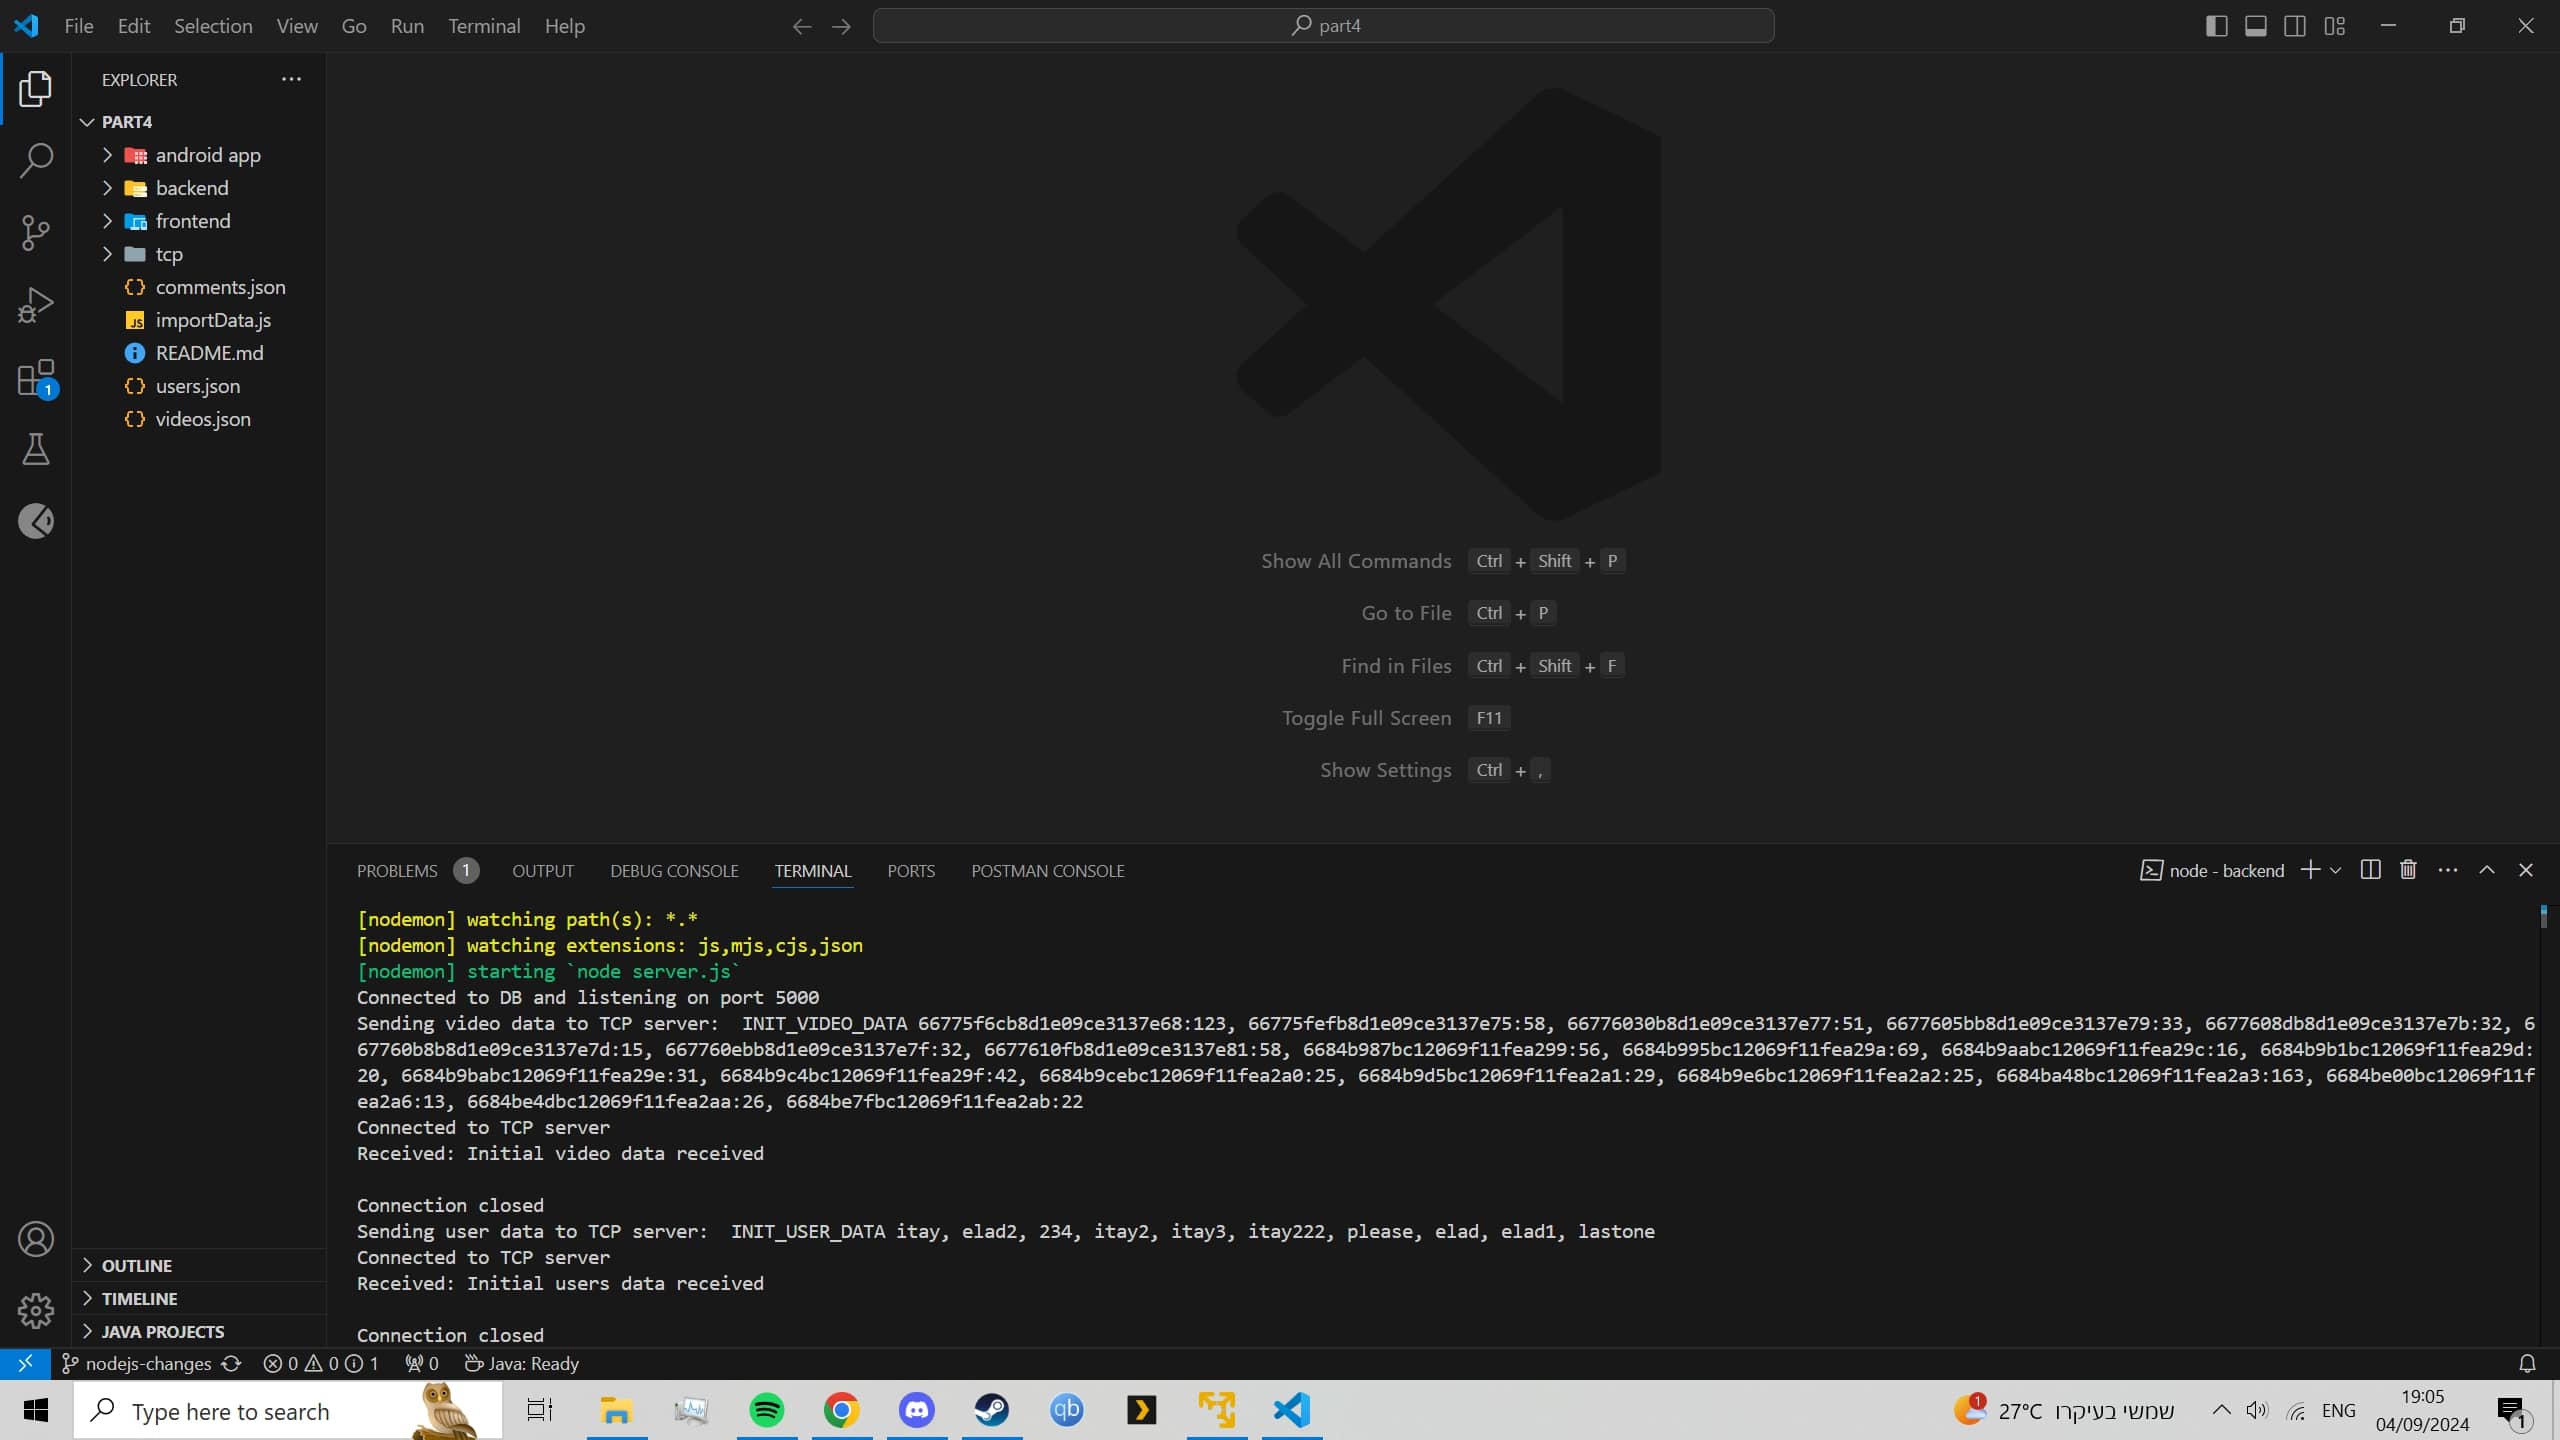 File Edit Selection View Go Run Terminal Help
part4
EXPLORER
PART4
android app
backend
frontend
tcp
comments.json
importData.js
README.md
users.json
videos.json
1
Show All Commands Ctrl + Shift + P
Go to File Ctrl + P
Find in Files Ctrl + Shift + F
Toggle Full Screen F11
Show Settings Ctrl + ,
PROBLEMS 1 OUTPUT DEBUG CONSOLE TERMINAL PORTS POSTMAN CONSOLE
node - backend
[nodemon] watching path(s): *.*
[nodemon] watching extensions: js,mjs,cjs,json
[nodemon] starting `node server.js`
Connected to DB and listening on port 5000
Sending video data to TCP server:  INIT_VIDEO_DATA 66775f6cb8d1e09ce3137e68:123, 66775fefb8d1e09ce3137e75:58, 66776030b8d1e09ce3137e77:51, 6677605bb8d1e09ce3137e79:33, 6677608db8d1e09ce3137e7b:32, 6
67760b8b8d1e09ce3137e7d:15, 667760ebb8d1e09ce3137e7f:32, 6677610fb8d1e09ce3137e81:58, 6684b987bc12069f11fea299:56, 6684b995bc12069f11fea29a:69, 6684b9aabc12069f11fea29c:16, 6684b9b1bc12069f11fea29d:
20, 6684b9babc12069f11fea29e:31, 6684b9c4bc12069f11fea29f:42, 6684b9cebc12069f11fea2a0:25, 6684b9d5bc12069f11fea2a1:29, 6684b9e6bc12069f11fea2a2:25, 6684ba48bc12069f11fea2a3:163, 6684be00bc12069f11f
ea2a6:13, 6684be4dbc12069f11fea2aa:26, 6684be7fbc12069f11fea2ab:22
Connected to TCP server
Received: Initial video data received
Connection closed
Sending user data to TCP server:  INIT_USER_DATA itay, elad2, 234, itay2, itay3, itay222, please, elad, elad1, lastone
Connected to TCP server
Received: Initial users data received
Connection closed
OUTLINE
TIMELINE
JAVA PROJECTS
nodejs-changes 0 0 1 0 Java: Ready
Type here to search
qb
1
27°C שמשי בעיקרו
ENG
19:05
04/09/2024
1